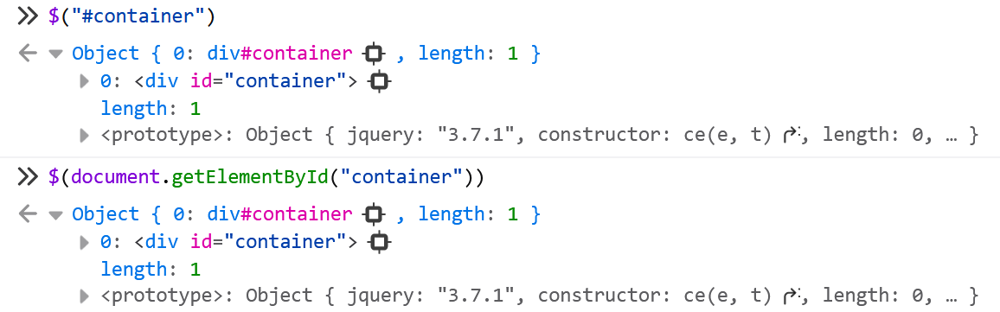 >> $("#container")
← ▼ Object { 0: div#container , length: 1 }
▶ 0: <div id="container">
length: 1
▶ <prototype>: Object { jquery: "3.7.1", constructor: ce(e, t) , length: 0, … }
>> $(document.getElementById("container"))
← ▼ Object { 0: div#container , length: 1 }
▶ 0: <div id="container">
length: 1
▶ <prototype>: Object { jquery: "3.7.1", constructor: ce(e, t) , length: 0, … }